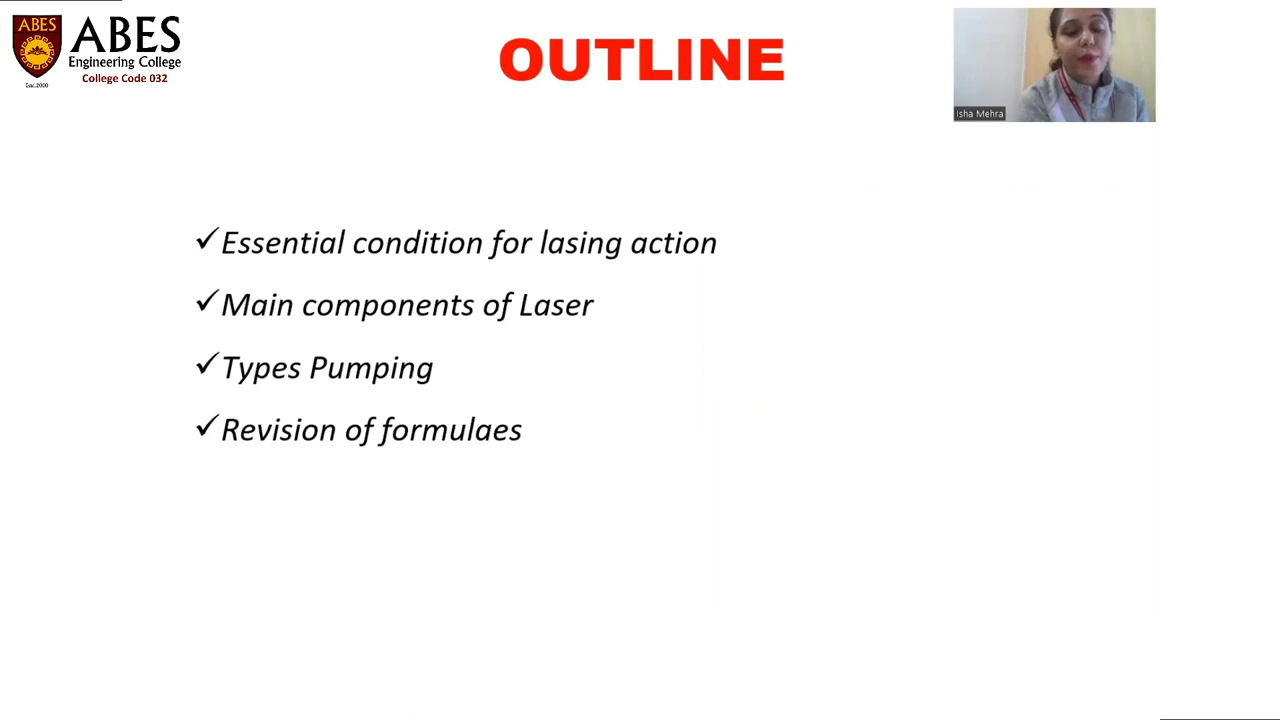 ABES
ABES
Engineering College
College Code 032
OUTLINE
Isha Mehra
✓Essential condition for lasing action
✓Main components of Laser
✓Types Pumping
✓Revision of formulaes